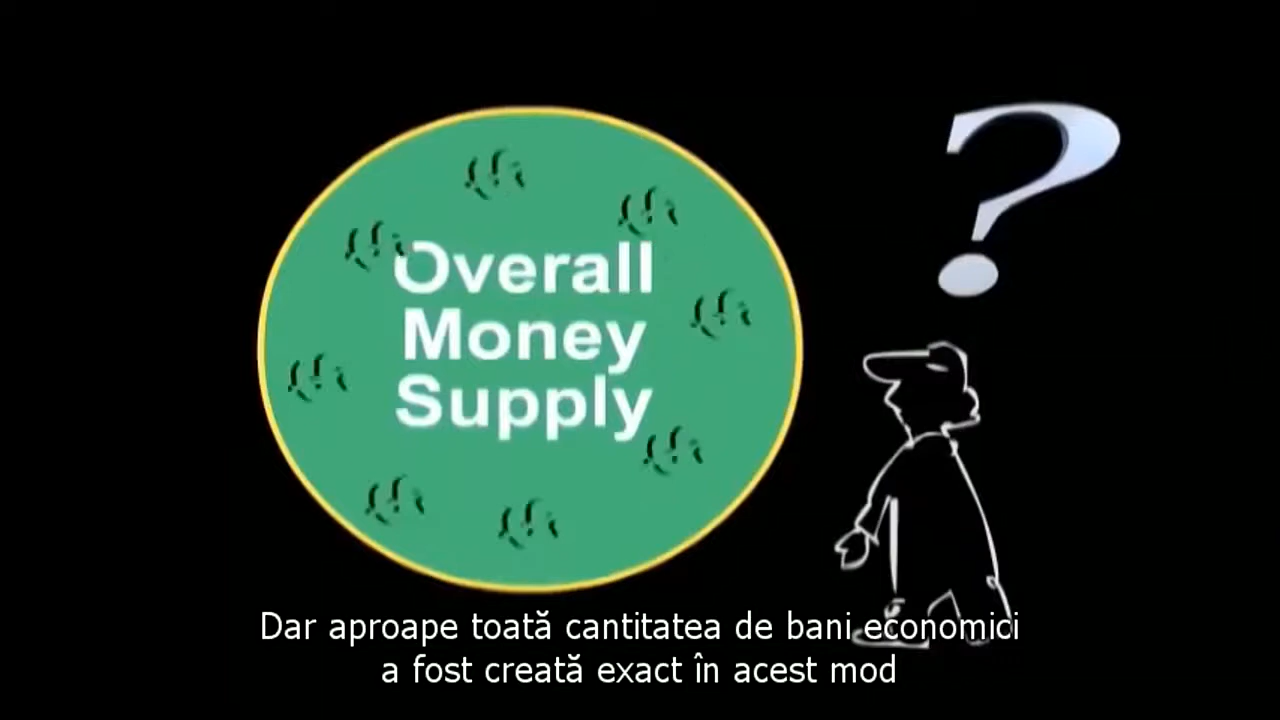 Overall
Money
Supply
?
Dar aproape toată cantitatea de bani economici
a fost creată exact în acest mod